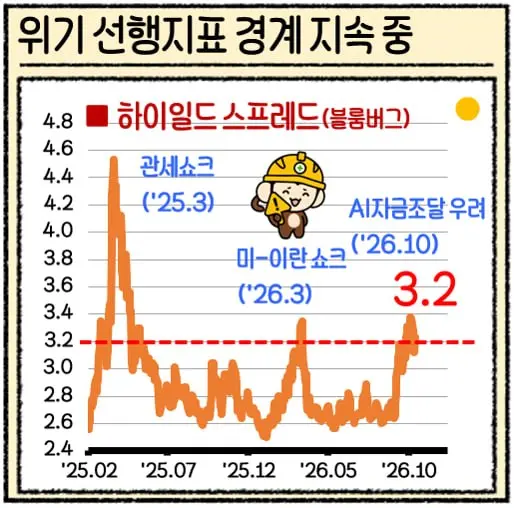 위기 선행지표 경계 지속 중
하이일드 스프레드(블룸버그)
관세쇼크
('25.3)
미-이란 쇼크
('26.3)
AI자금조달 우려
('26.10)
3.2
4.8
4.6
4.4
4.2
4.0
3.8
3.6
3.4
3.2
3.0
2.8
2.6
2.4
'25.02 '25.07 '25.12 '26.05 '26.10